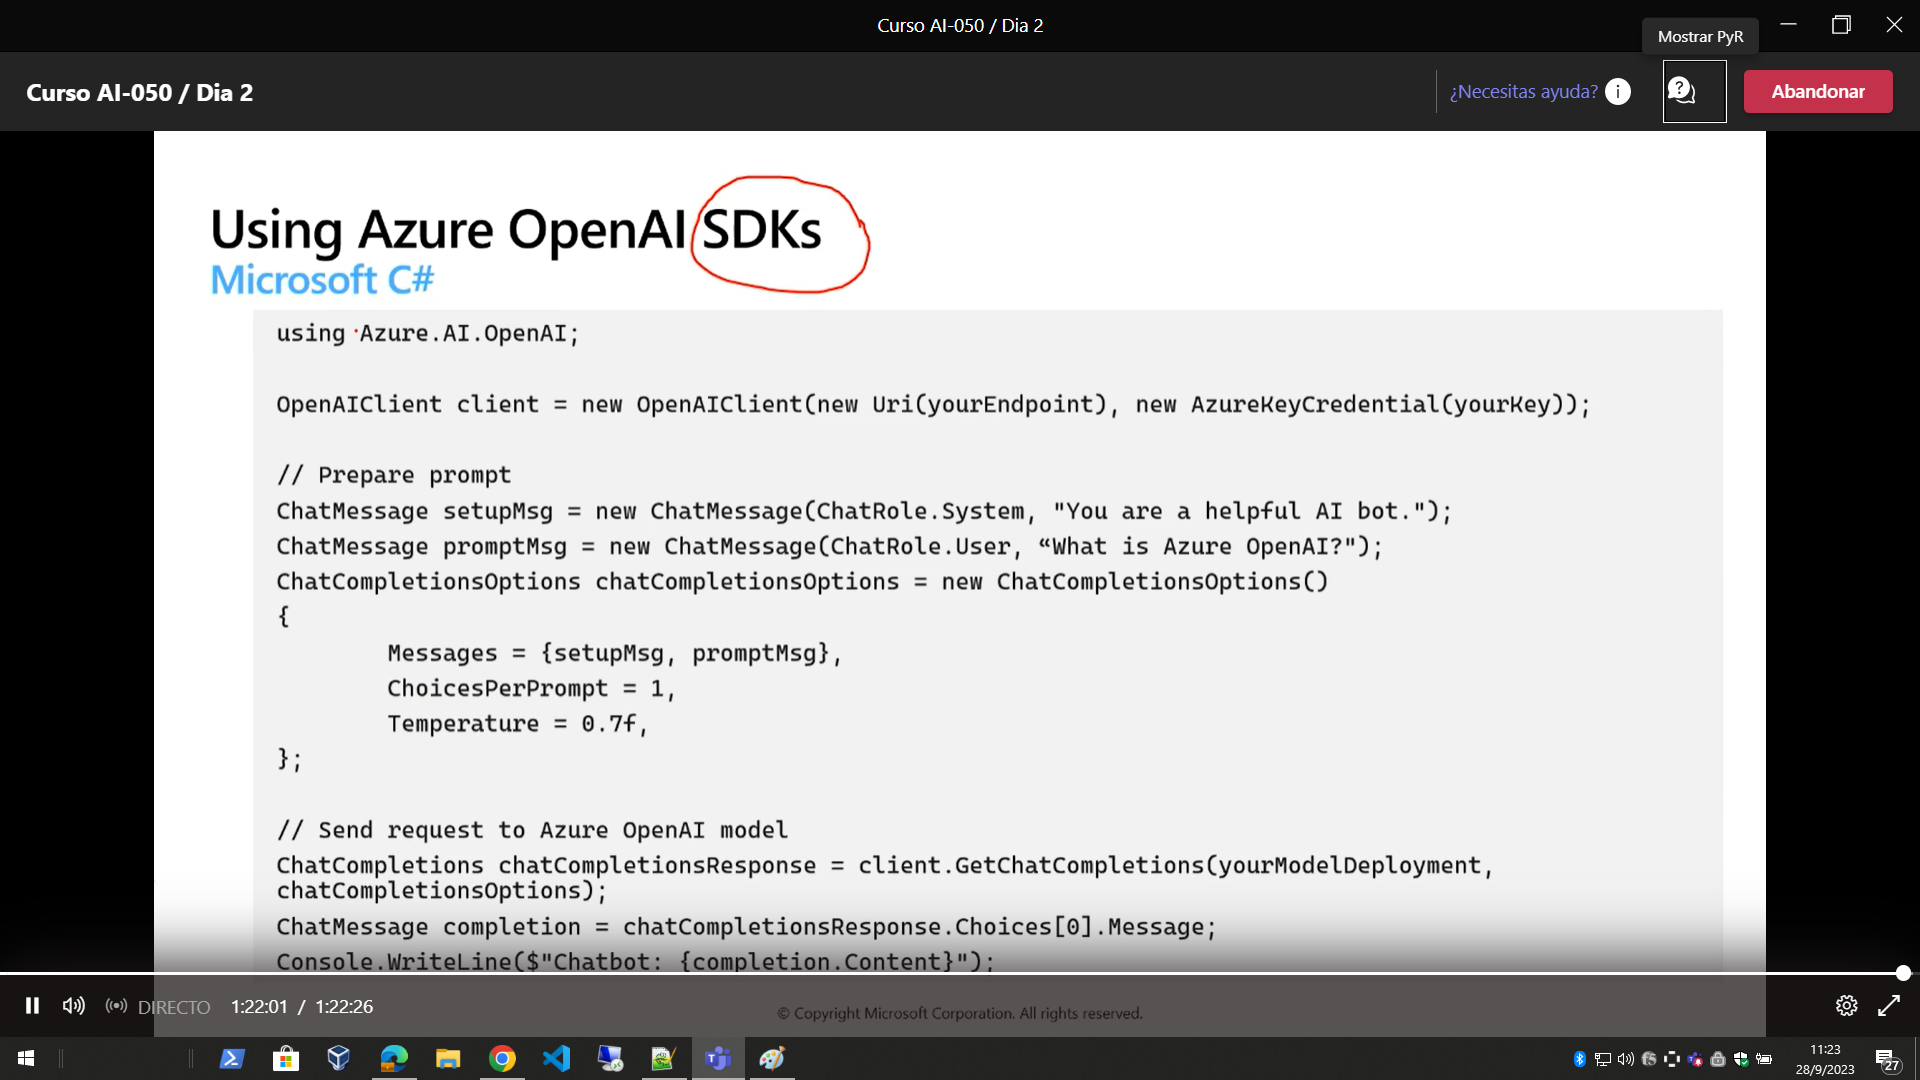 Curso AI-050 / Dia 2
Mostrar PyR
Curso AI-050 / Dia 2
¿Necesitas ayuda?
Abandonar
Using Azure OpenAI SDKs
Microsoft C#
using Azure.AI.OpenAI;
OpenAIClient client = new OpenAIClient(new Uri(yourEndpoint), new AzureKeyCredential(yourKey));
// Prepare prompt
ChatMessage setupMsg = new ChatMessage(ChatRole.System, "You are a helpful AI bot.");
ChatMessage promptMsg = new ChatMessage(ChatRole.User, “What is Azure OpenAI?");
ChatCompletionsOptions chatCompletionsOptions = new ChatCompletionsOptions()
{
Messages = {setupMsg, promptMsg},
ChoicesPerPrompt = 1,
Temperature = 0.7f,
};
// Send request to Azure OpenAI model
ChatCompletions chatCompletionsResponse = client.GetChatCompletions(yourModelDeployment,
chatCompletionsOptions);
ChatMessage completion = chatCompletionsResponse.Choices[0].Message;
Console.WriteLine($"Chatbot: {completion.Content}");
DIRECTO 1:22:01 / 1:22:26
© Copyright Microsoft Corporation. All rights reserved.
11:23
28/9/2023
27